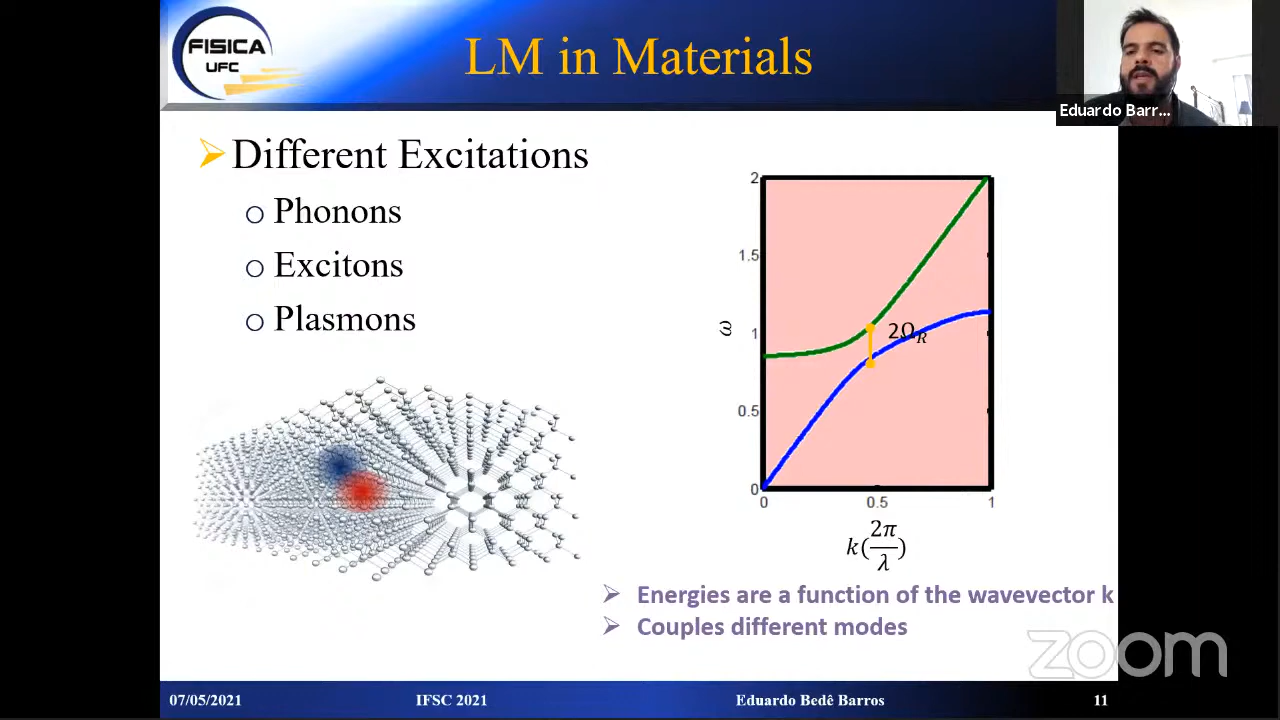 FISICA
UFC
LM in Materials
Eduardo Barr...
➢ Different Excitations
o Phonons
o Excitons
o Plasmons
2
1.5
ω 1
0.5
0
2Ω_R
0 0.5 1
k(2π/λ)
➢ Energies are a function of the wavevector k
➢ Couples different modes
zoom
07/05/2021 IFSC 2021 Eduardo Bedê Barros 11